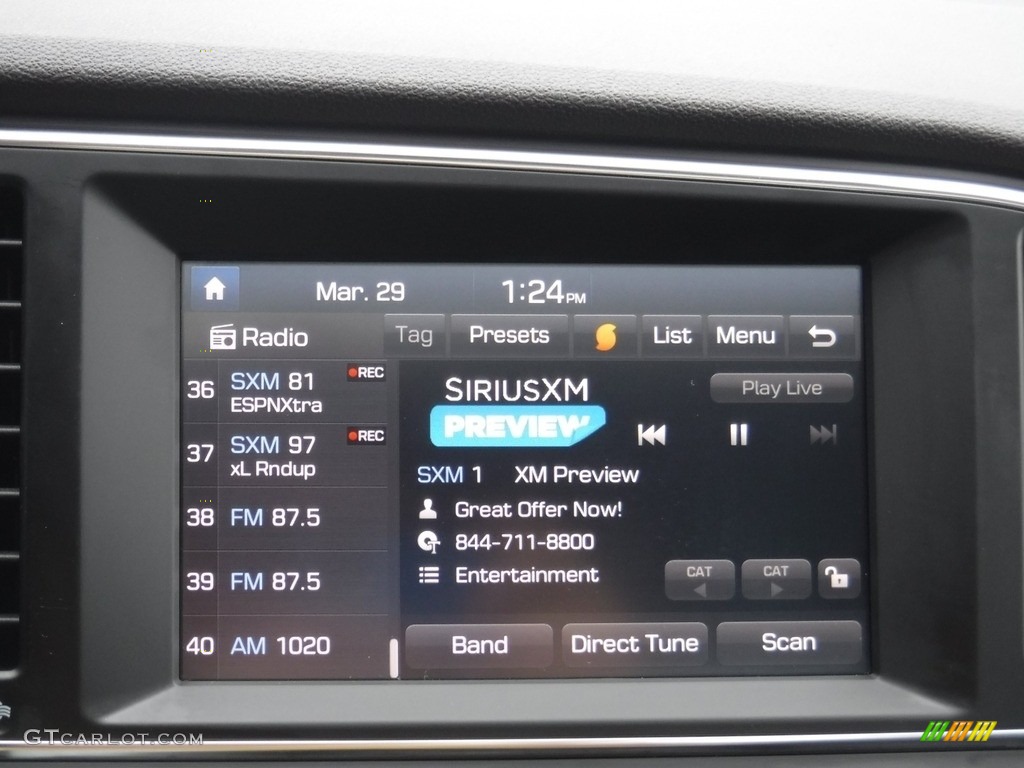 Mar. 29 1:24 PM
Radio Tag Presets List Menu
36 SXM 81 REC
ESPNXtra
37 SXM 97 REC
xL Rndup
38 FM 87.5
39 FM 87.5
40 AM 1020
SIRIUSXM
PREVIEW
Play Live
SXM 1 XM Preview
Great Offer Now!
844-711-8800
Entertainment
CAT CAT
Band Direct Tune Scan
GTCARLOT.COM